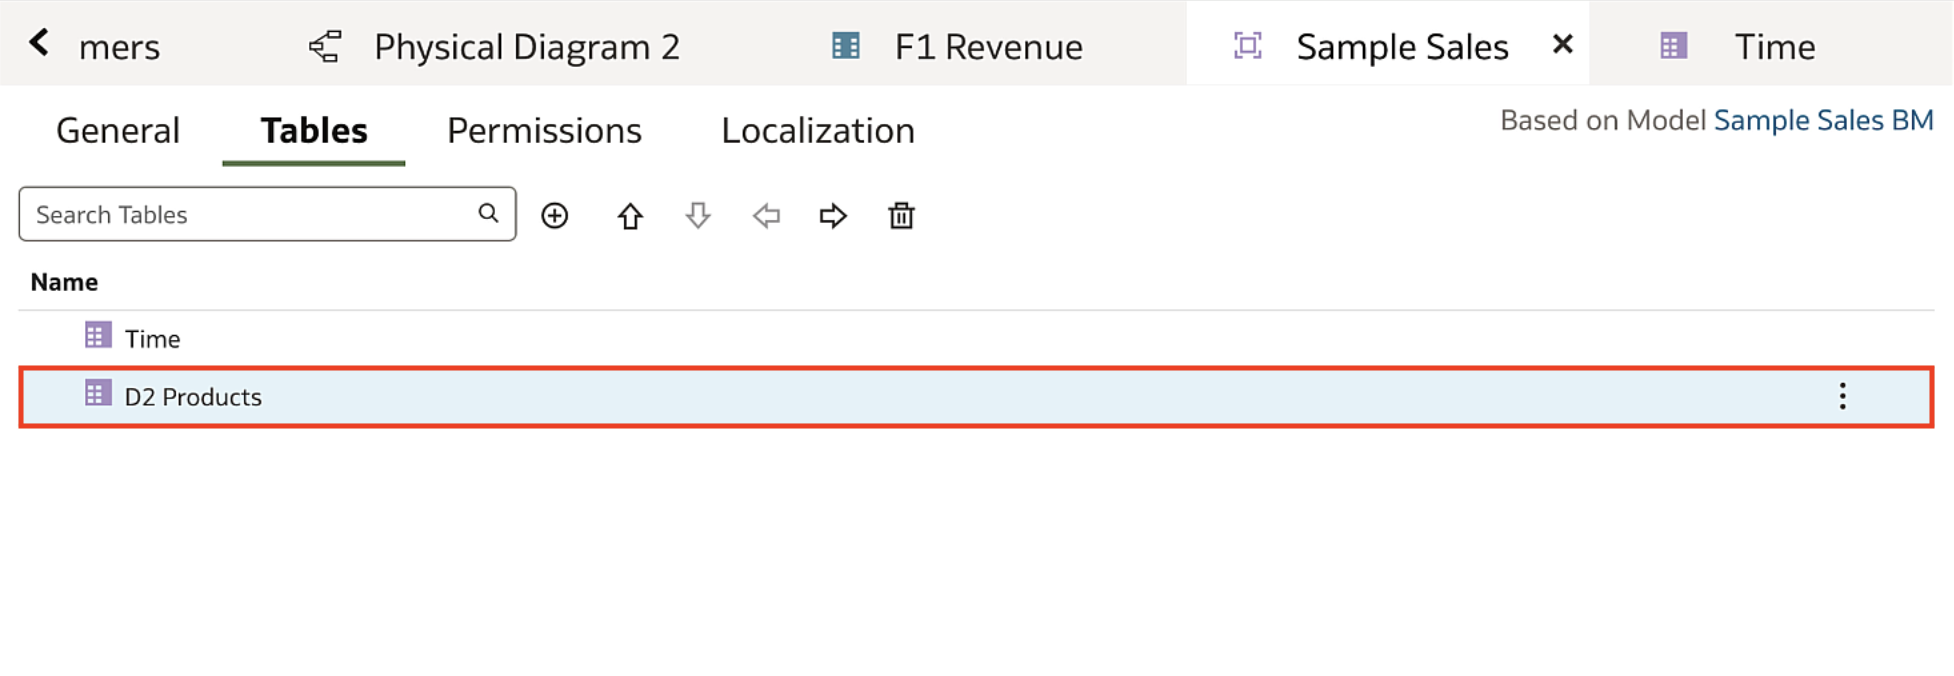 mers Physical Diagram 2 F1 Revenue Sample Sales Time
General Tables Permissions Localization Based on Model Sample Sales BM
Search Tables
Name
Time
D2 Products